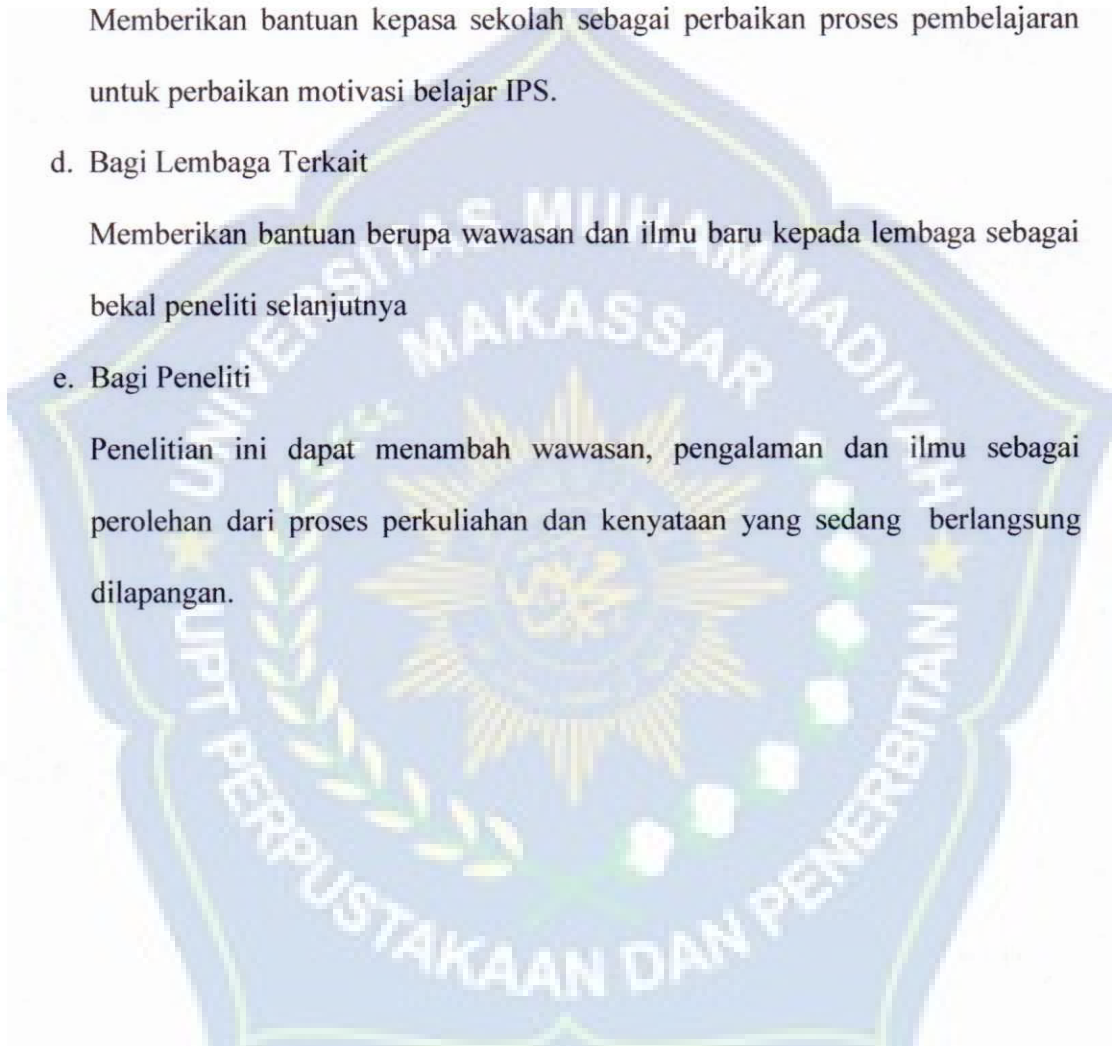 Memberikan bantuan kepasa sekolah sebagai perbaikan proses pembelajaran
untuk perbaikan motivasi belajar IPS.
d. Bagi Lembaga Terkait
Memberikan bantuan berupa wawasan dan ilmu baru kepada lembaga sebagai
bekal peneliti selanjutnya
e. Bagi Peneliti
Penelitian ini dapat menambah wawasan, pengalaman dan ilmu sebagai
perolehan dari proses perkuliahan dan kenyataan yang sedang berlangsung
dilapangan.
UNIVERSITAS MUHAMMADIYAH
MAKASSAR
UPT PERPUSTAKAAN DAN PENERBITAN